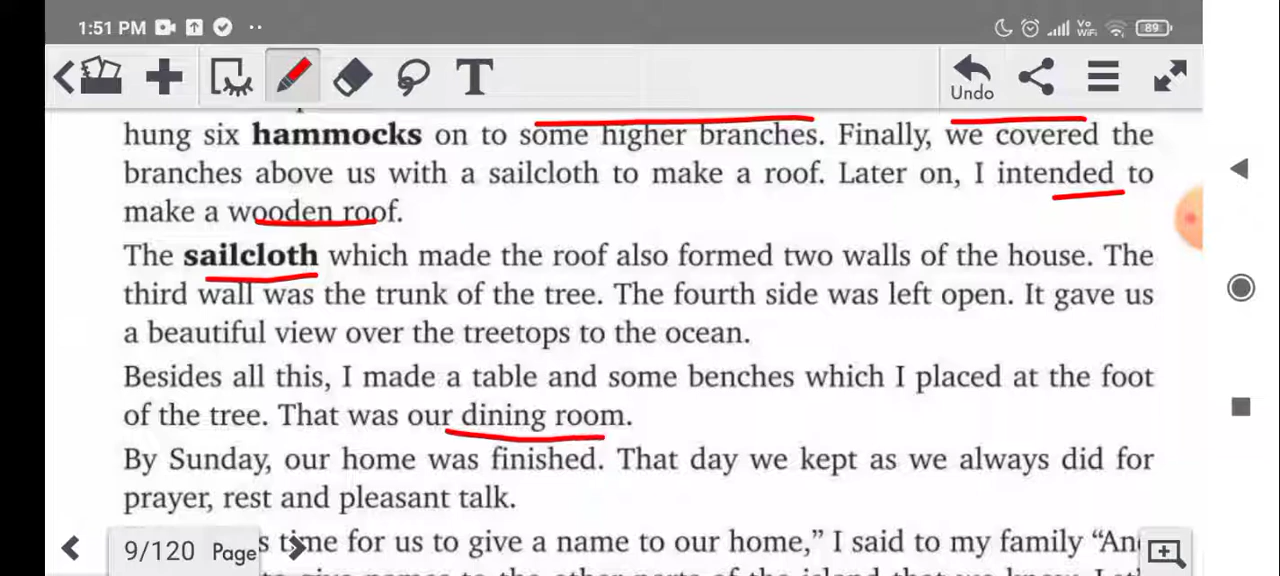 1:51 PM
Vo
WiFi
89
T
Undo
hung six hammocks on to some higher branches. Finally, we covered the
branches above us with a sailcloth to make a roof. Later on, I intended to
make a wooden roof.
The sailcloth which made the roof also formed two walls of the house. The
third wall was the trunk of the tree. The fourth side was left open. It gave us
a beautiful view over the treetops to the ocean.
Besides all this, I made a table and some benches which I placed at the foot
of the tree. That was our dining room.
By Sunday, our home was finished. That day we kept as we always did for
prayer, rest and pleasant talk.
time for us to give a name to our home,” I said to my family “An
9/120 Page